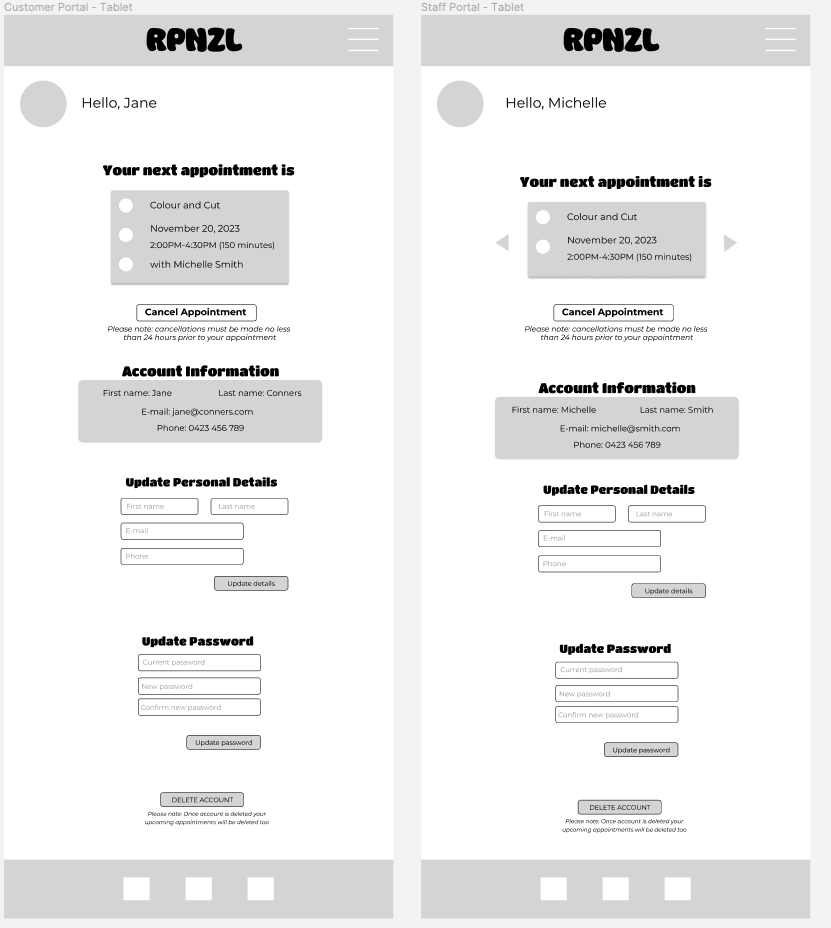 Customer Portal - Tablet
RPNZL
Hello, Jane
Your next appointment is
Colour and Cut
November 20, 2023
2:00PM-4:30PM (150 minutes)
with Michelle Smith
Cancel Appointment
Please note: cancellations must be made no less
than 24 hours prior to your appointment
Account Information
First name: Jane
Last name: Conners
E-mail: jane@conners.com
Phone: 0423 456 789
Update Personal Details
First name
Last name
E-mail
Phone
Update details
Update Password
Current password
New password
Confirm new password
Update password
DELETE ACCOUNT
Please note: Once account is deleted your
upcoming appointments will be deleted too
Staff Portal - Tablet
RPNZL
Hello, Michelle
Your next appointment is
Colour and Cut
November 20, 2023
2:00PM-4:30PM (150 minutes)
Cancel Appointment
Please note: cancellations must be made no less
than 24 hours prior to your appointment
Account Information
First name: Michelle
Last name: Smith
E-mail: michelle@smith.com
Phone: 0423 456 789
Update Personal Details
First name
Last name
E-mail
Phone
Update details
Update Password
Current password
New password
Confirm new password
Update password
DELETE ACCOUNT
Please note: Once account is deleted your
upcoming appointments will be deleted too